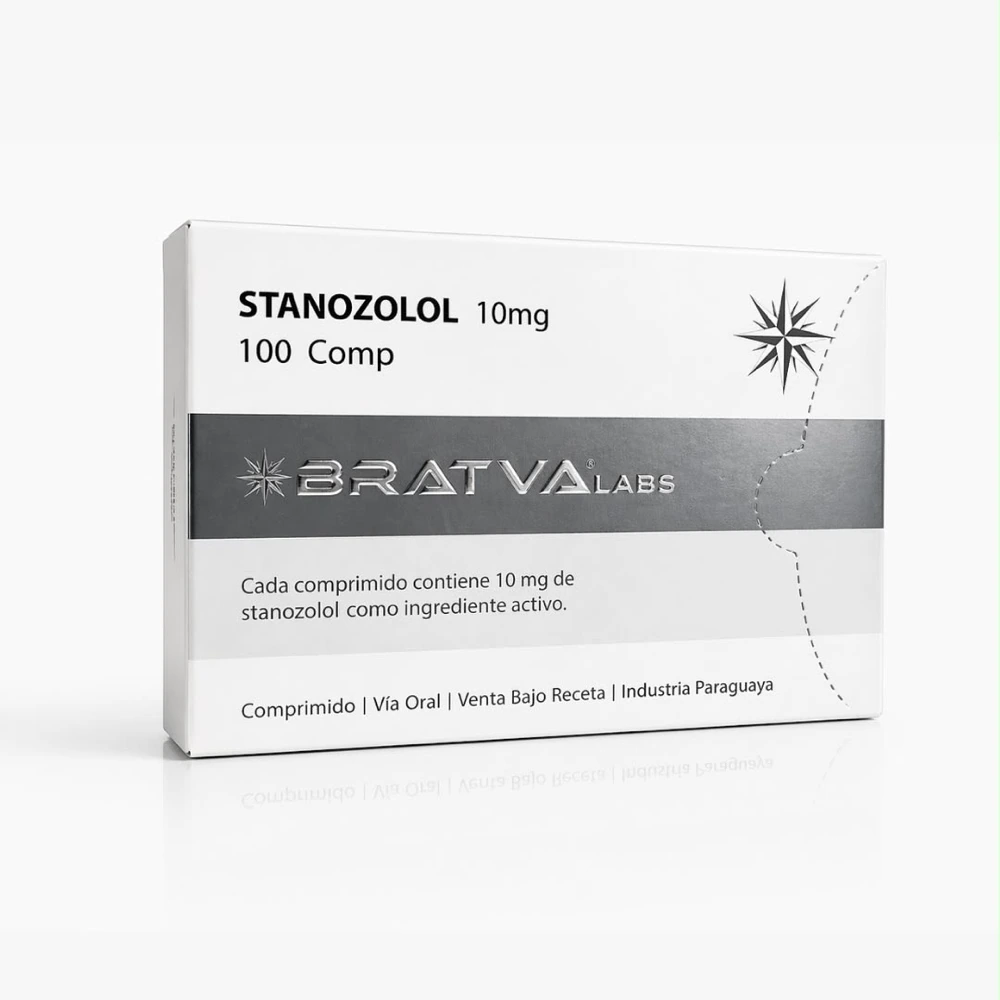 STANOZOLOL 10mg
100 Comp
BRATVA® LABS
Cada comprimido contiene 10 mg de
stanozolol como ingrediente activo.
Comprimido | Vía Oral | Venta Bajo Receta | Industria Paraguaya